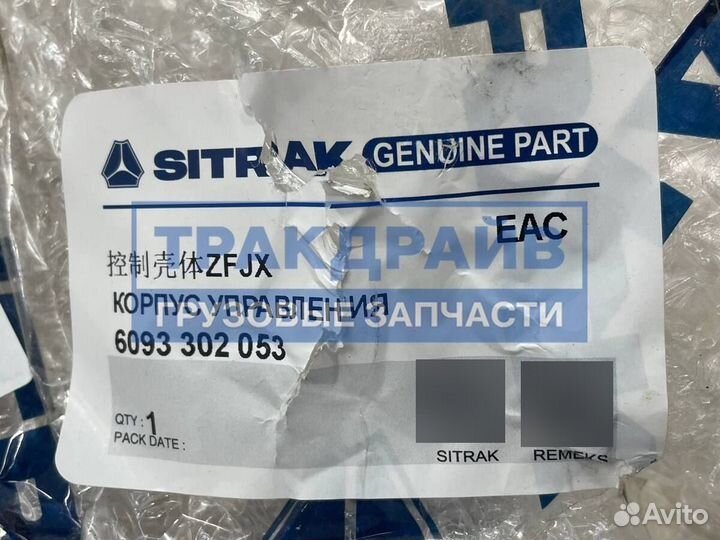 SITRAK GENUINE PART
EAC
ТРАКДРАЙВ
控制壳体ZFJX
КОРПУС УПРАВЛЕНИЯ
ГРУЗОВЫЕ ЗАПЧАСТИ
6093 302 053
QTY : 1
PACK DATE :
SITRAK REMEKS
Avito